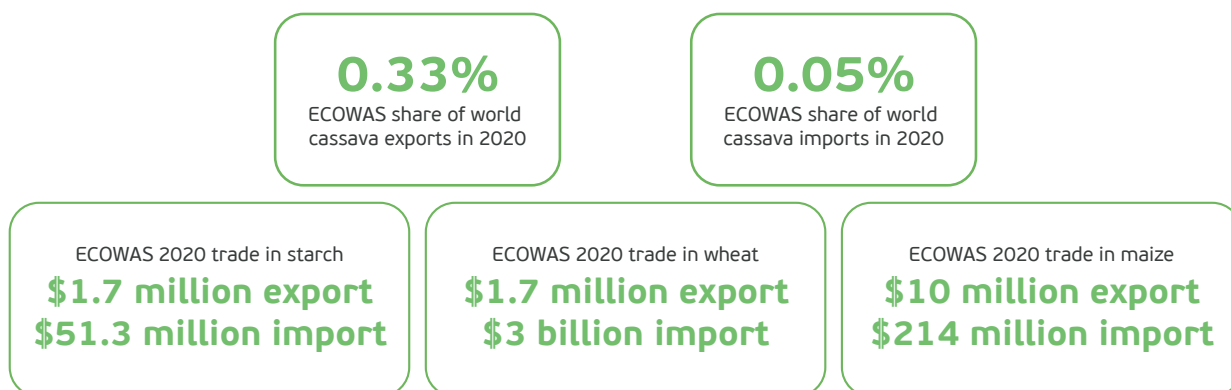 0.33%
ECOWAS share of world
cassava exports in 2020
0.05%
ECOWAS share of world
cassava imports in 2020
ECOWAS 2020 trade in starch
$1.7 million export
$51.3 million import
ECOWAS 2020 trade in wheat
$1.7 million export
$3 billion import
ECOWAS 2020 trade in maize
$10 million export
$214 million import